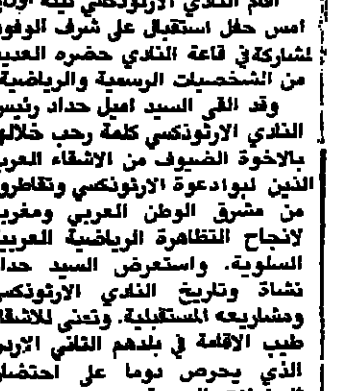 اقام النادي الارثوذكسي ليلة اول
امس حفل استقبال على شرف الوفود
المشاركة في قاعة النادي حضره العديد
من الشخصيات الرسمية والرياضية.
وقد القى السيد اميل حداد رئيس
النادي الارثوذكسي كلمة رحب خلالها
بالاخوة الضيوف من الاشقاء العرب
الذين لبوا دعوة الارثوذكسي وتقاطروا
من مشرق الوطن العربي ومغربه
لانجاح التظاهرة الرياضية العربية
السلوية. واستعرض السيد حداد
نشاة وتاريخ النادي الارثوذكسي
ومشاريعه المستقبلية. وتمنى للاشقاء
طيب الاقامة في بلدهم الثاني الاردن
الذي يحرص دوما على احتضان